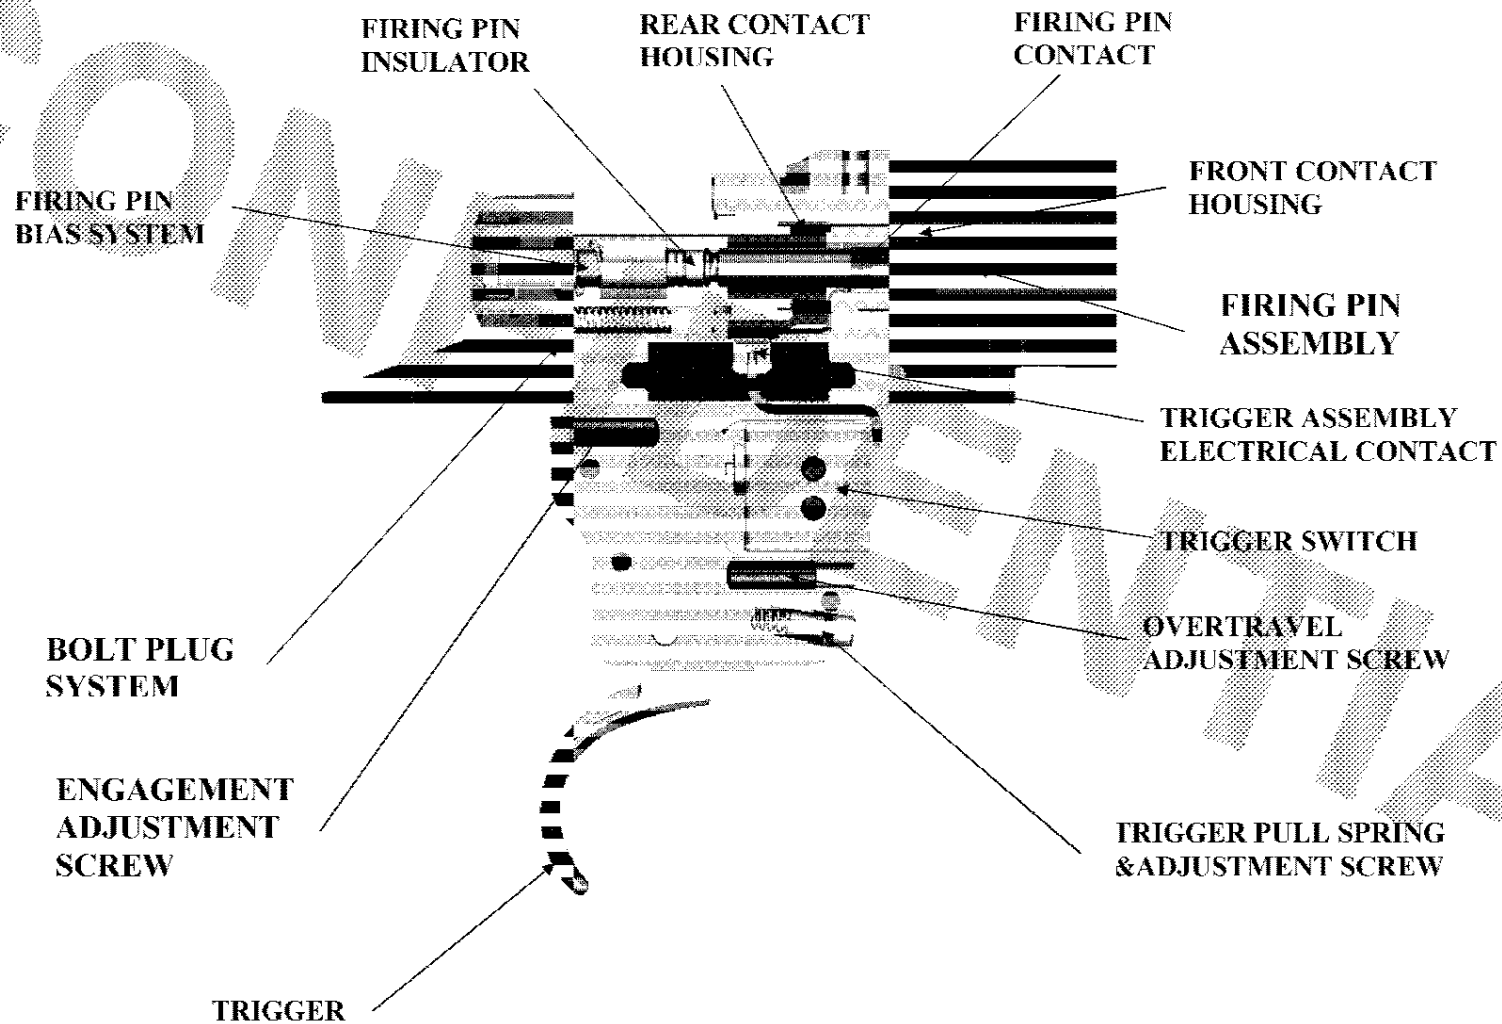 FIRING PIN
INSULATOR
REAR CONTACT
HOUSING
FIRING PIN
CONTACT
FIRING PIN
BIAS SYSTEM
FRONT CONTACT
HOUSING
FIRING PIN
ASSEMBLY
TRIGGER ASSEMBLY
ELECTRICAL CONTACT
TRIGGER SWITCH
OVERTRAVEL
ADJUSTMENT SCREW
BOLT PLUG
SYSTEM
ENGAGEMENT
ADJUSTMENT
SCREW
TRIGGER PULL SPRING
&ADJUSTMENT SCREW
TRIGGER